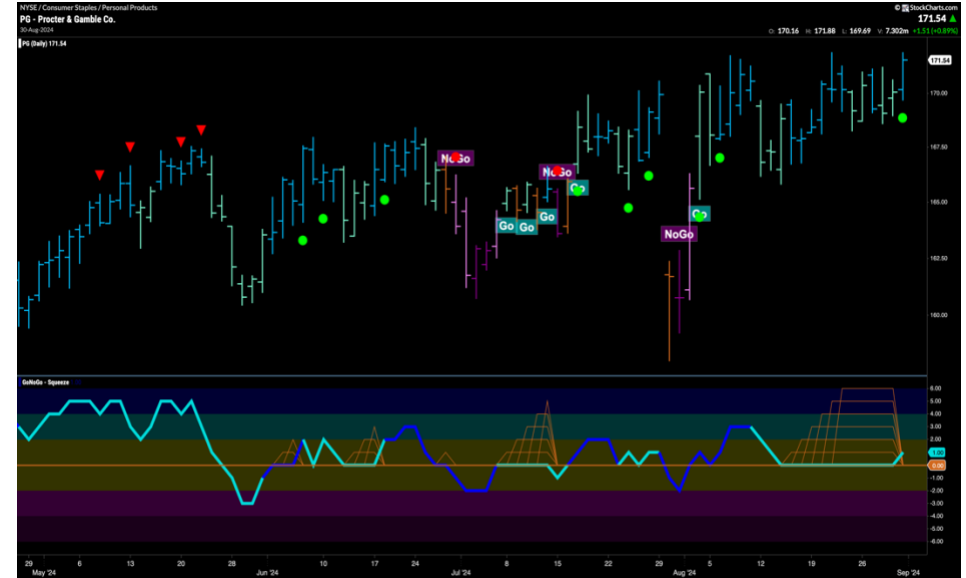 NYSE / Consumer Staples / Personal Products
© StockCharts.com
PG - Procter & Gamble Co.
171.54
30-Aug-2024
O: 170.16 H: 171.88 L: 169.69 V: 7.302m +1.51 (+0.89%)
PG (Daily) 171.54
171.54
170.00
167.50
NoGo
NoGo
Go
165.00
Go
Go
Go
Go
NoGo
162.50
160.00
GoNoGo - Squeeze
6.00
5.00
4.00
3.00
2.00
1.00
0.00
-1.00
-2.00
-3.00
-4.00
-5.00
-6.00
29 6 13 20 28 10 17 24 8 15 22 29 5 12 19 26
May '24 Jun '24 Jul '24 Aug '24 Sep '24